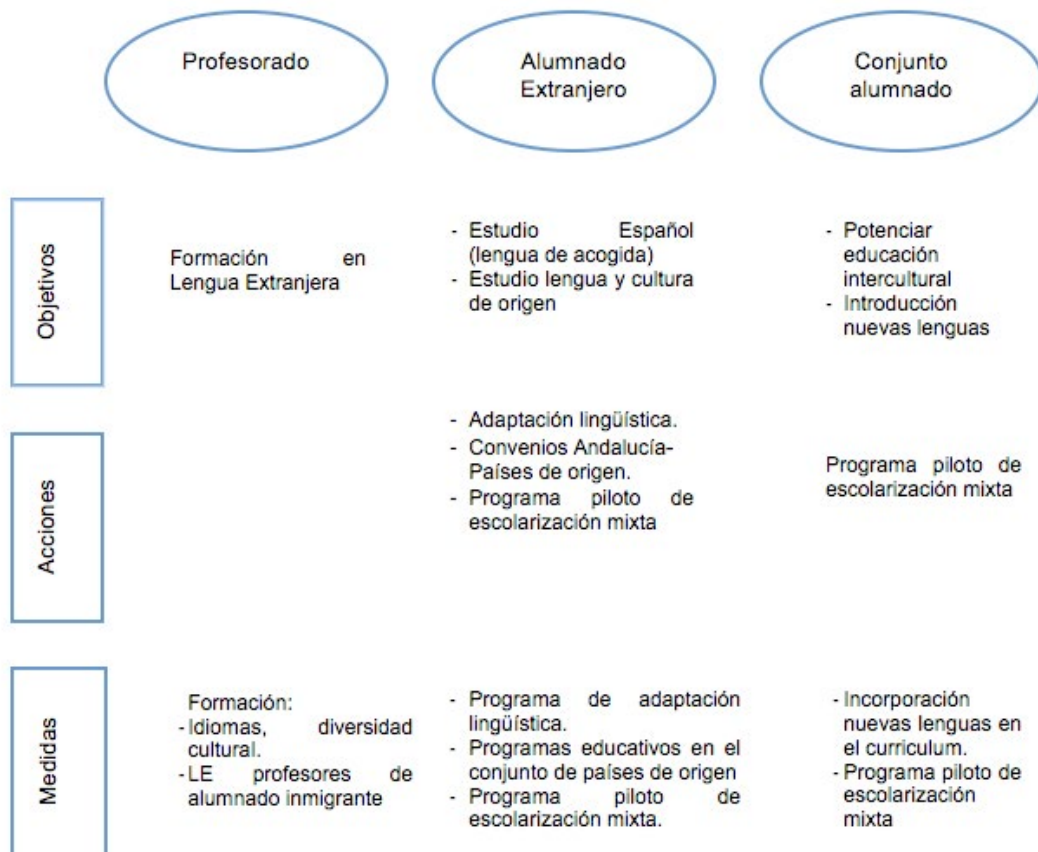 Profesorado
Alumnado
Extranjero
Conjunto
alumnado
Objetivos
Formación en
Lengua Extranjera
- Estudio Español
(lengua de acogida)
- Estudio lengua y cultura
de origen
- Potenciar
educación
intercultural
- Introducción
nuevas lenguas
Acciones
- Adaptación lingüística.
- Convenios Andalucía-
Países de origen.
- Programa piloto de
escolarización mixta
Programa piloto de
escolarización mixta
Medidas
Formación:
-Idiomas, diversidad
cultural.
-LE profesores de
alumnado inmigrante
- Programa de adaptación
lingüística.
- Programas educativos en el
conjunto de países de origen
- Programa piloto de
escolarización mixta.
- Incorporación
nuevas lenguas en
el curriculum.
- Programa piloto de
escolarización
mixta